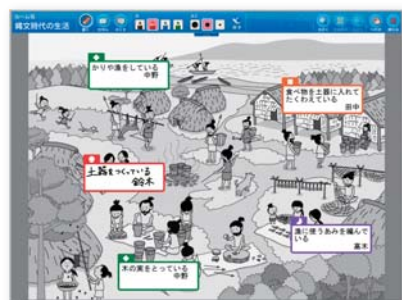 縄文時代の生活
かりや漁をしている
中野
食べ物を土器に入れて
たくわえている
田中
土器をつくっている
鈴木
漁に使うあみを編んで
いる
高木
木の実をとっている
中野